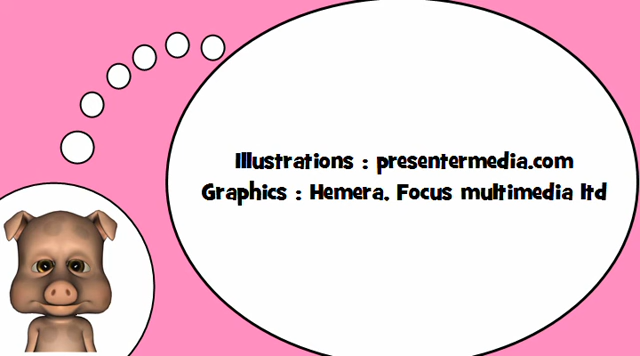 Illustrations : presentermedia.com
Graphics : Hemera. Focus multimedia ltd